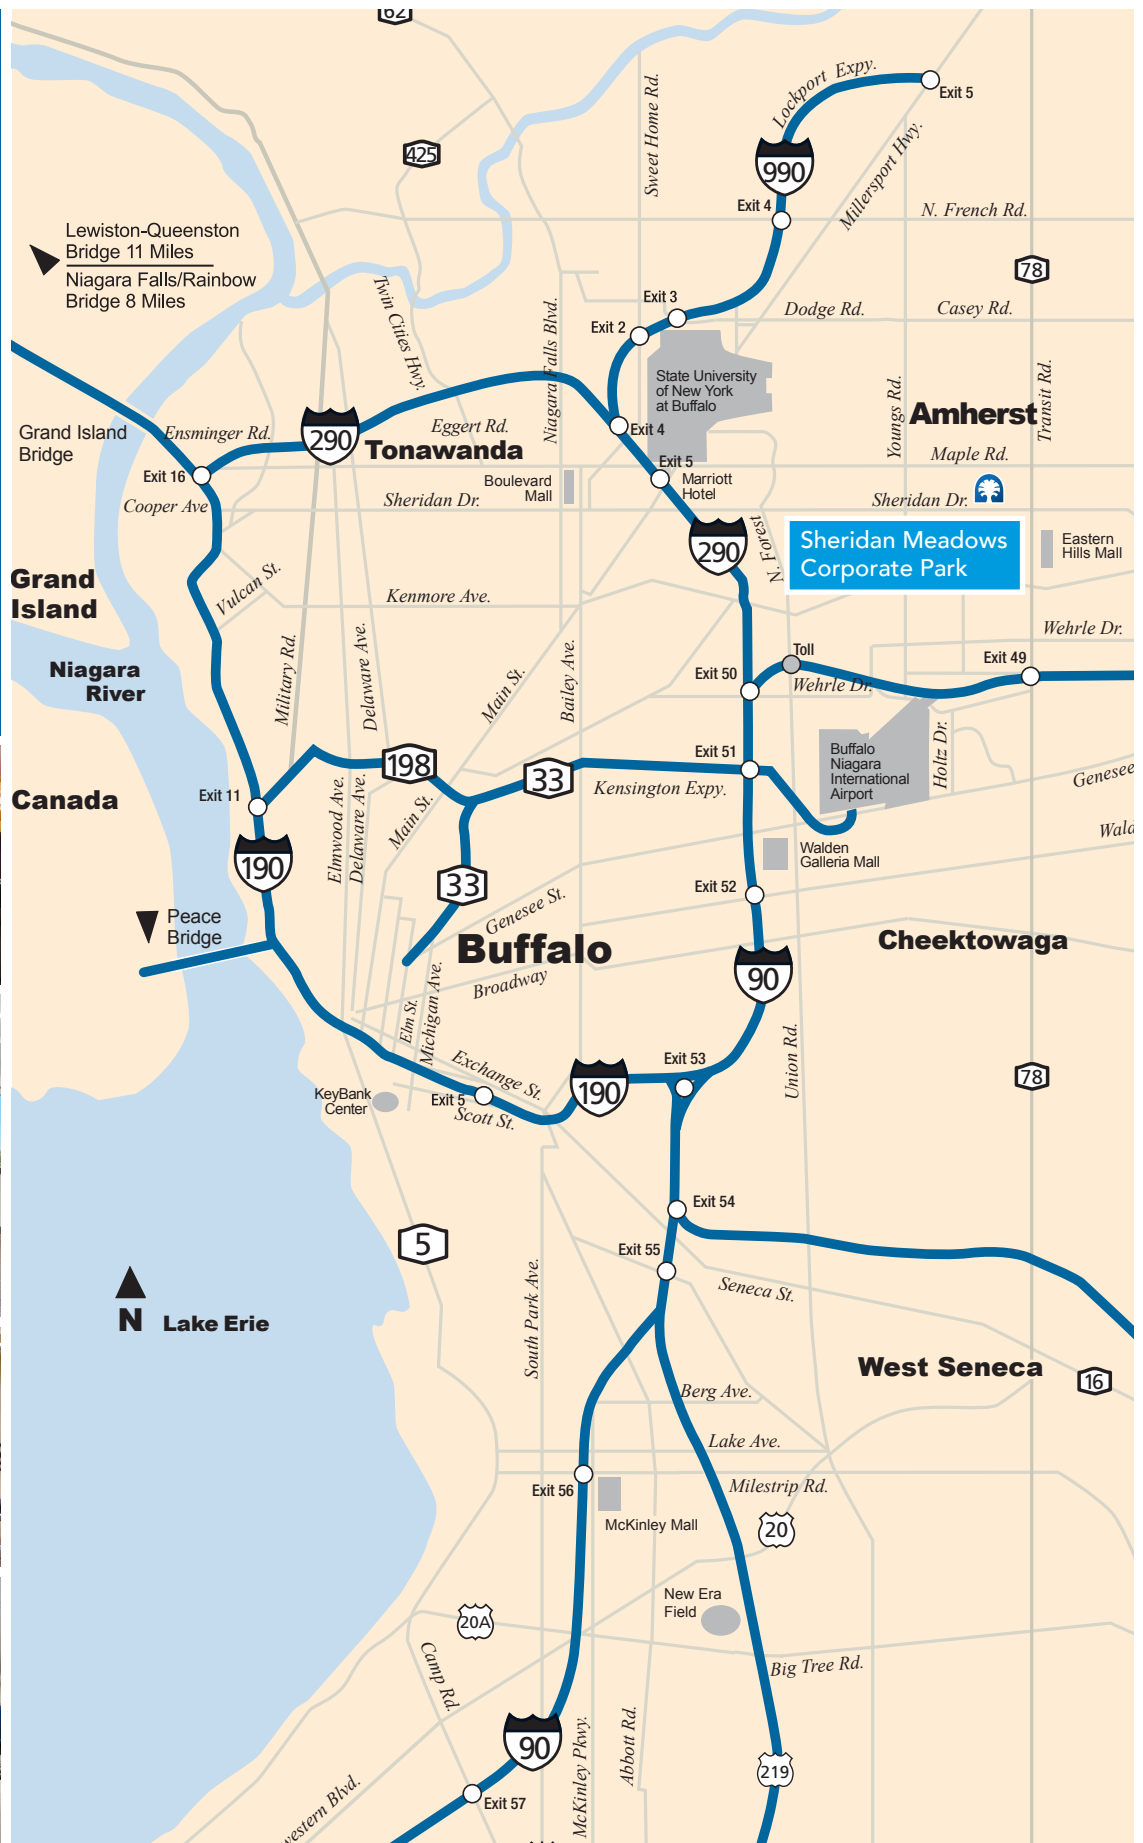 62
Lockport Expy.
Exit 5
Sweet Home Rd.
425
990
Millersport Hwy.
Exit 4
N. French Rd.
Lewiston-Queenston
Bridge 11 Miles
Niagara Falls/Rainbow
Bridge 8 Miles
78
Twin Cities Hwy.
Niagara Falls Blvd.
Exit 3
Exit 2
Dodge Rd.
Casey Rd.
State University
of New York
at Buffalo
Youngs Rd.
Transit Rd.
Amherst
Grand Island
Bridge
Ensminger Rd.
290
Eggert Rd.
Exit 4
Tonawanda
Maple Rd.
Exit 5
Exit 16
Boulevard
Mall
Marriott
Hotel
Cooper Ave
Sheridan Dr.
Sheridan Dr.
290
N. Forest
Sheridan Meadows
Corporate Park
Eastern
Hills Mall
Grand
Island
Vulcan St.
Kenmore Ave.
Wehrle Dr.
Niagara
River
Military Rd.
Delaware Ave.
Main St.
Bailey Ave.
Toll
Exit 50
Exit 49
Wehrle Dr.
198
33
Exit 51
Kensington Expy.
Buffalo
Niagara
International
Airport
Holtz Dr.
Genesee
Canada
Exit 11
Elmwood Ave.
Delaware Ave.
Main St.
Wald
190
33
Walden
Galleria Mall
Exit 52
Peace
Bridge
Genesee St.
Buffalo
Cheektowaga
90
Broadway
Elm St.
Michigan Ave.
Union Rd.
Exchange St.
Exit 53
190
78
KeyBank
Center
Exit 5
Scott St.
Exit 54
5
Exit 55
South Park Ave.
Seneca St.
N
Lake Erie
West Seneca
16
Berg Ave.
Lake Ave.
Exit 56
Milestrip Rd.
McKinley Mall
20
New Era
Field
20A
Camp Rd.
Big Tree Rd.
90
McKinley Pkwy.
Abbott Rd.
219
Exit 57
western Blvd.